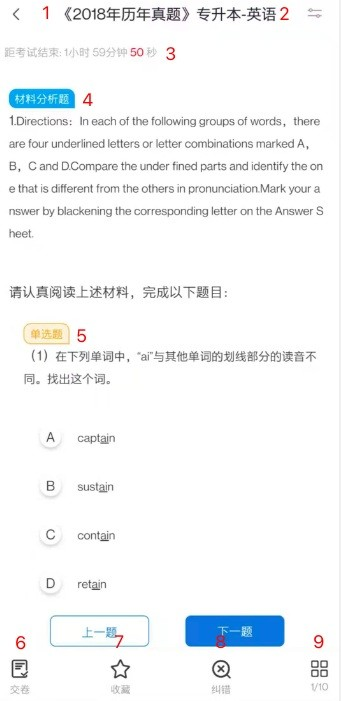 1 《2018年历年真题》专升本-英语 2
距考试结束: 1小时 59分钟 50 秒 3
材料分析题 4
1.Directions：In each of the following groups of words，there
are four underlined letters or letter combinations marked A，
B，C and D.Compare the under fined parts and identify the on
e that is different from the others in pronunciation.Mark your a
nswer by blackening the corresponding letter on the Answer S
heet.
请认真阅读上述材料，完成以下题目：
单选题 5
（1）在下列单词中，“ai”与其他单词的划线部分的读音不
同。找出这个词。
A captain
B sustain
C contain
D retain
上一题 下一题
6 7 8 9
交卷 收藏 纠错 1/10